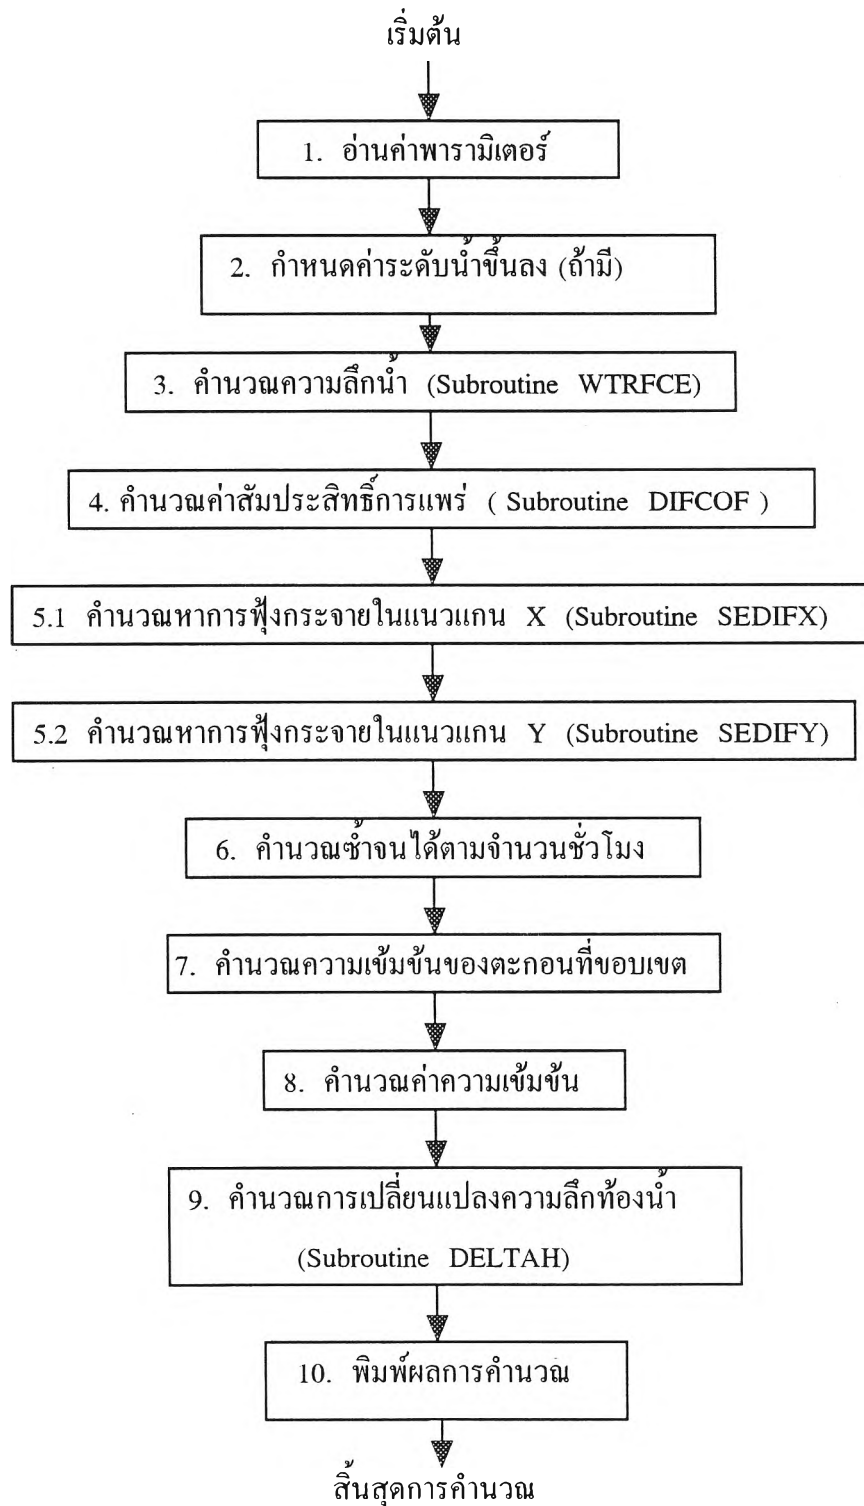 เริ่มต้น
1. อ่านค่าพารามิเตอร์
2. กำหนดค่าระดับน้ำขึ้นลง (ถ้ามี)
3. คำนวณความลึกน้ำ (Subroutine WTRFCE)
4. คำนวณค่าสัมประสิทธิ์การแพร่ ( Subroutine DIFCOF )
5.1 คำนวณหาการฟุ้งกระจายในแนวแกน X (Subroutine SEDIFX)
5.2 คำนวณหาการฟุ้งกระจายในแนวแกน Y (Subroutine SEDIFY)
6. คำนวณซ้ำจนได้ตามจำนวนชั่วโมง
7. คำนวณความเข้มข้นของตะกอนที่ขอบเขต
8. คำนวณค่าความเข้มข้น
9. คำนวณการเปลี่ยนแปลงความลึกท้องน้ำ
(Subroutine DELTAH)
10. พิมพ์ผลการคำนวณ
สิ้นสุดการคำนวณ